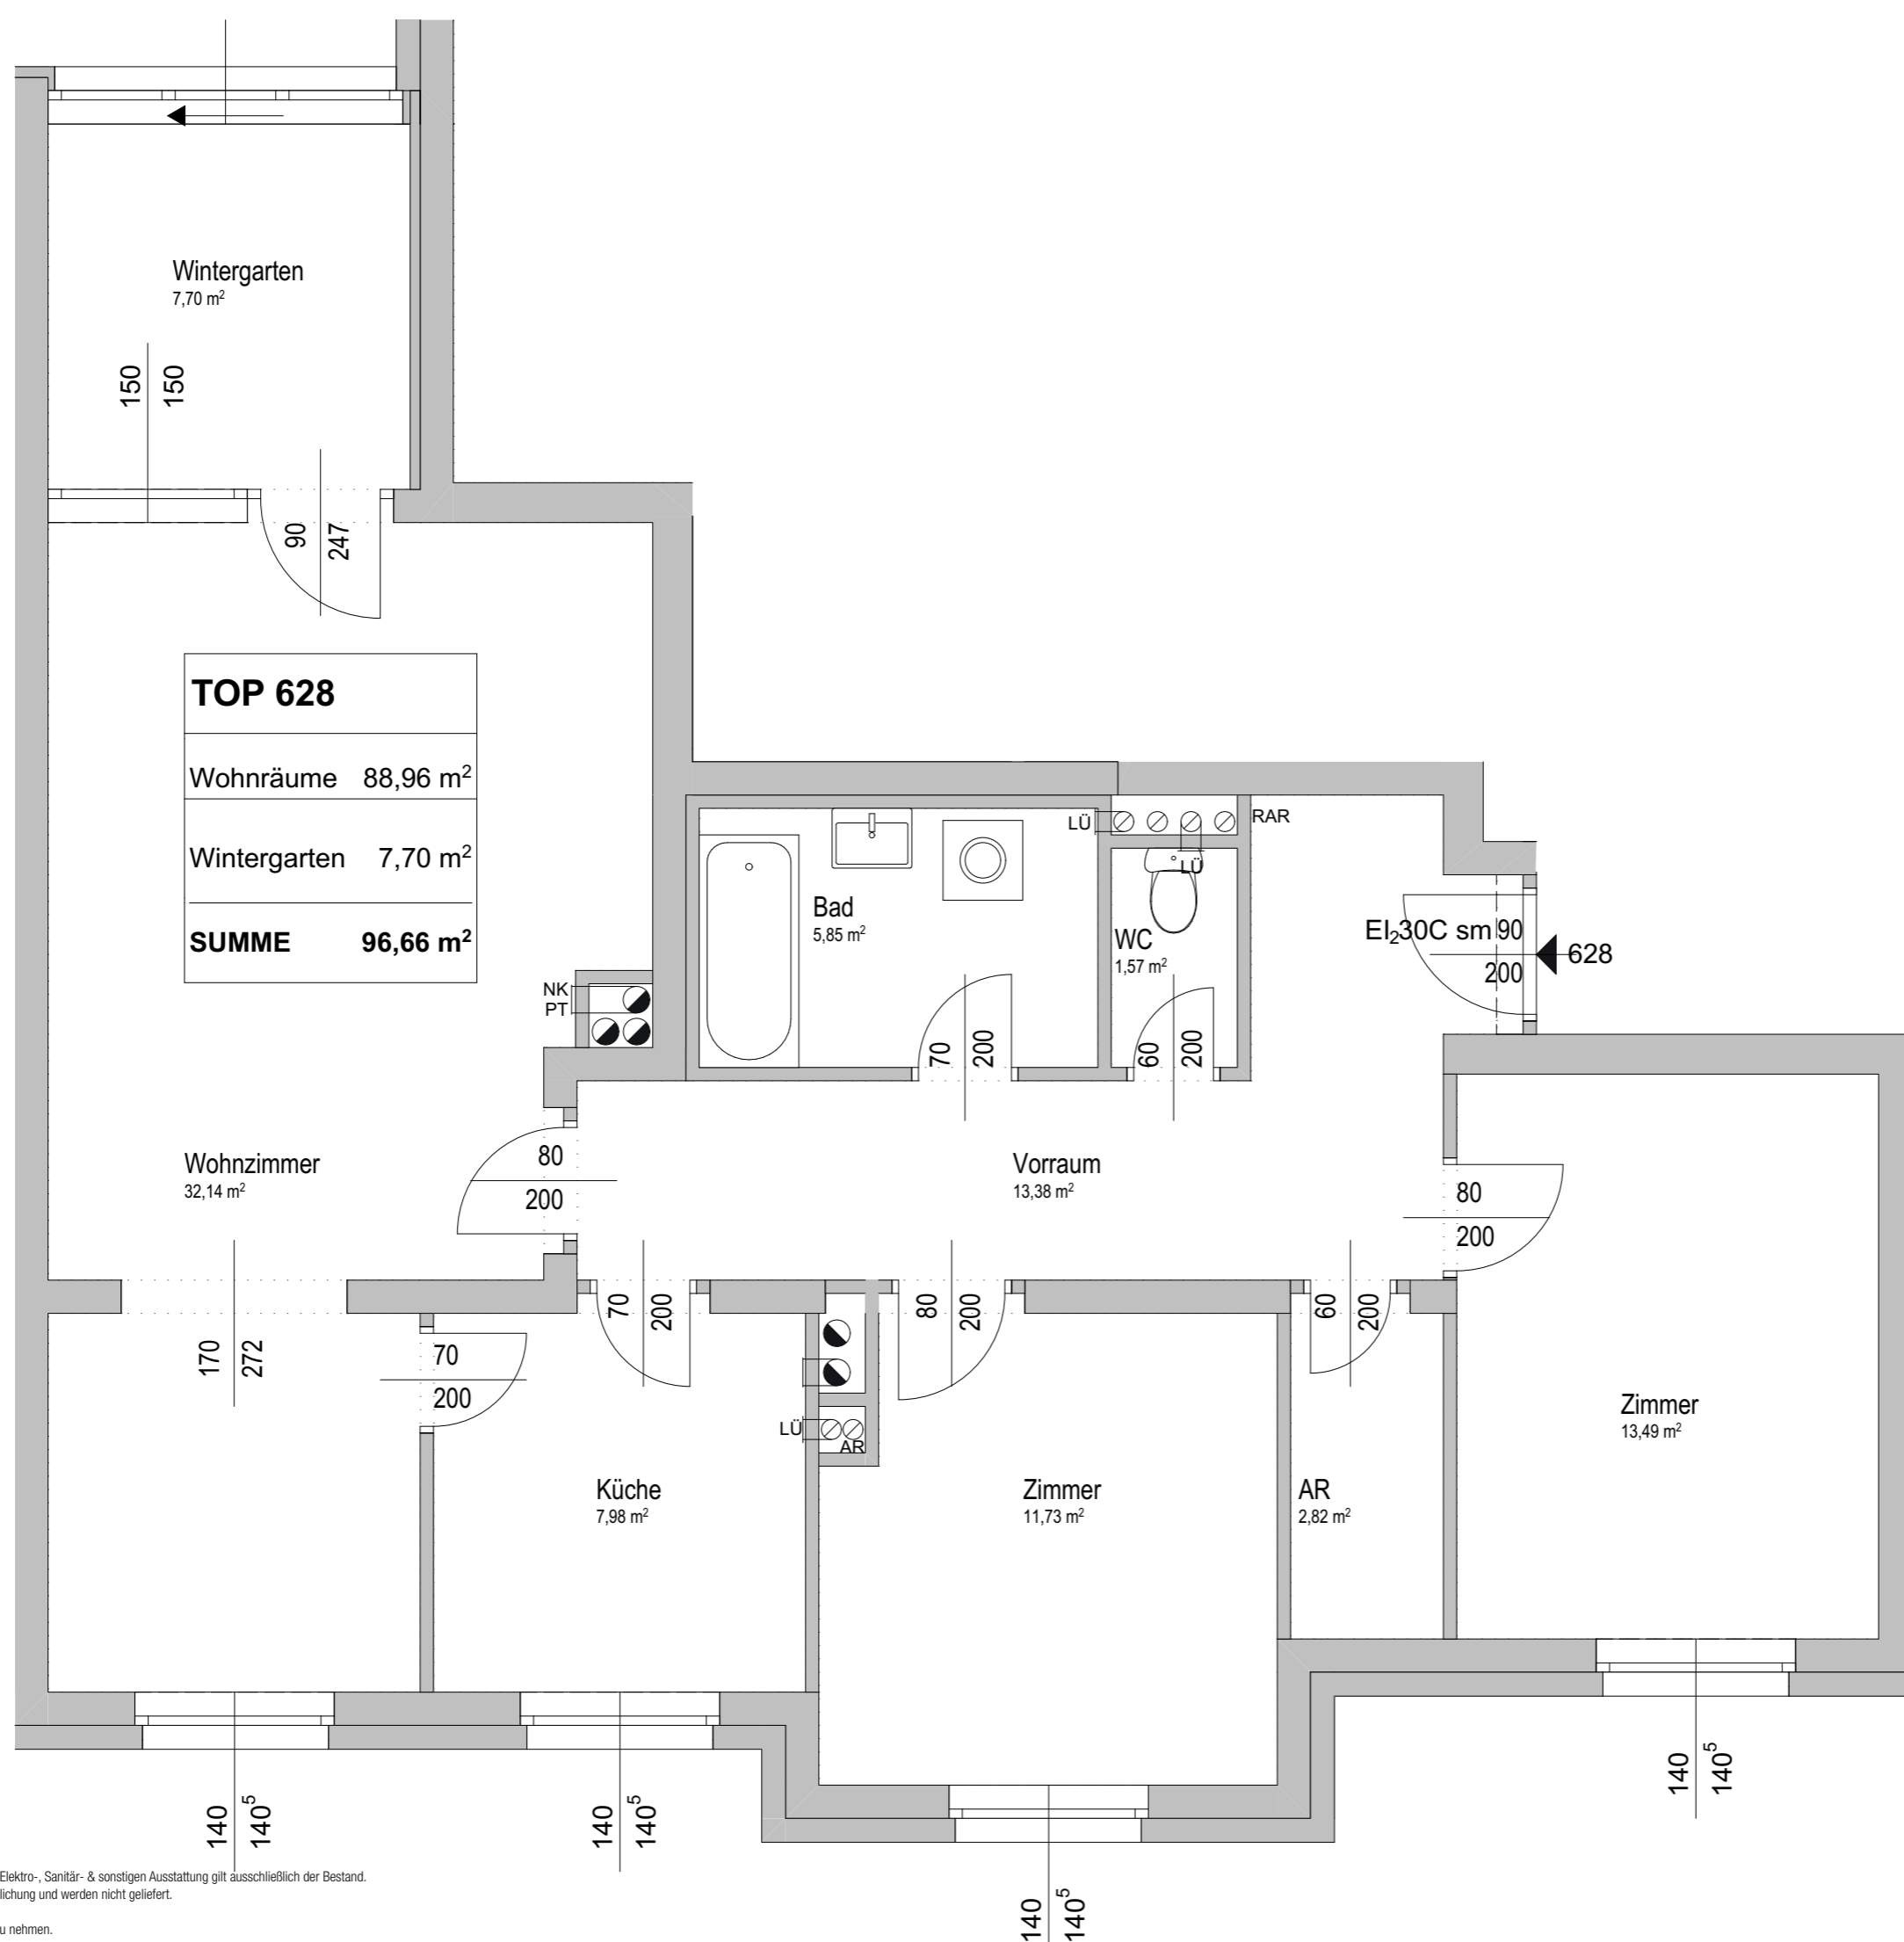 Wintergarten
7,70 m²
150
150
90
247
TOP 628
Wohnräume 88,96 m²
Wintergarten 7,70 m²
SUMME 96,66 m²
LÜ
RAR
LÜ
Bad
5,85 m²
WC
1,57 m²
EI₂30C sm 90
200
628
NK
PT
70
200
60
200
Wohnzimmer
32,14 m²
80
200
Vorraum
13,38 m²
80
200
170
272
70
200
70
200
80
200
60
200
LÜ
AR
Küche
7,98 m²
Zimmer
11,73 m²
AR
2,82 m²
Zimmer
13,49 m²
140
140⁵
140
140⁵
140
140⁵
140
140⁵
Elektro-, Sanitär- & sonstigen Ausstattung gilt ausschließlich der Bestand.
lichung und werden nicht geliefert.
u nehmen.